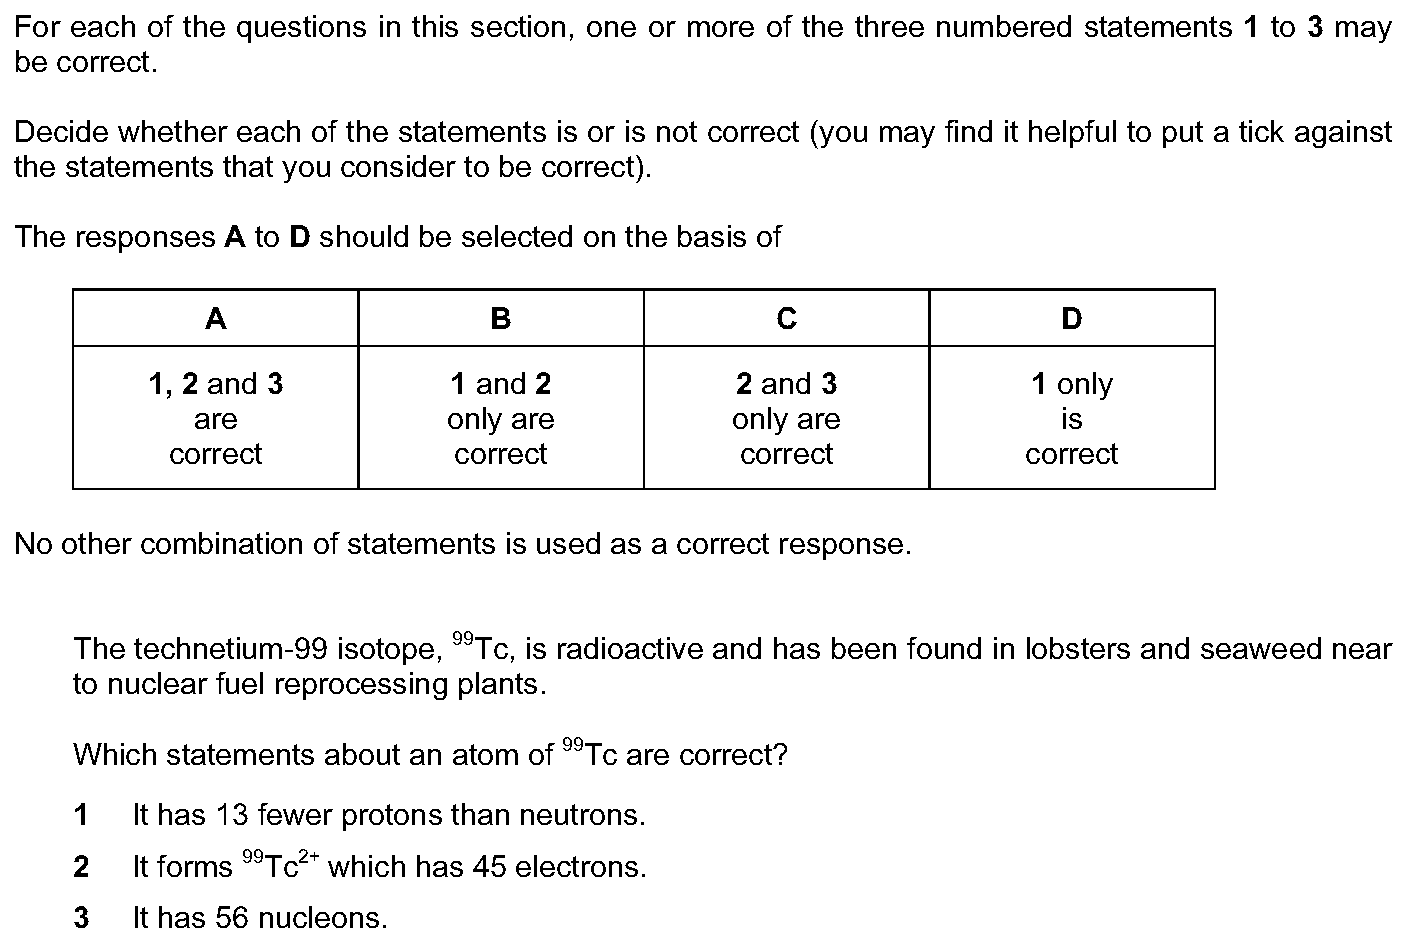 For each of the questions in this section, one or more of the three numbered statements 1 to 3 may
be correct.
Decide whether each of the statements is or is not correct (you may find it helpful to put a tick against
the statements that you consider to be correct).
The responses A to D should be selected on the basis of
A B C D
1, 2 and 3 1 and 2 2 and 3 1 only
are only are only are is
correct correct correct correct
No other combination of statements is used as a correct response.
The technetium-99 isotope, ⁹⁹Tc, is radioactive and has been found in lobsters and seaweed near
to nuclear fuel reprocessing plants.
Which statements about an atom of ⁹⁹Tc are correct?
1 It has 13 fewer protons than neutrons.
2 It forms ⁹⁹Tc²⁺ which has 45 electrons.
3 It has 56 nucleons.